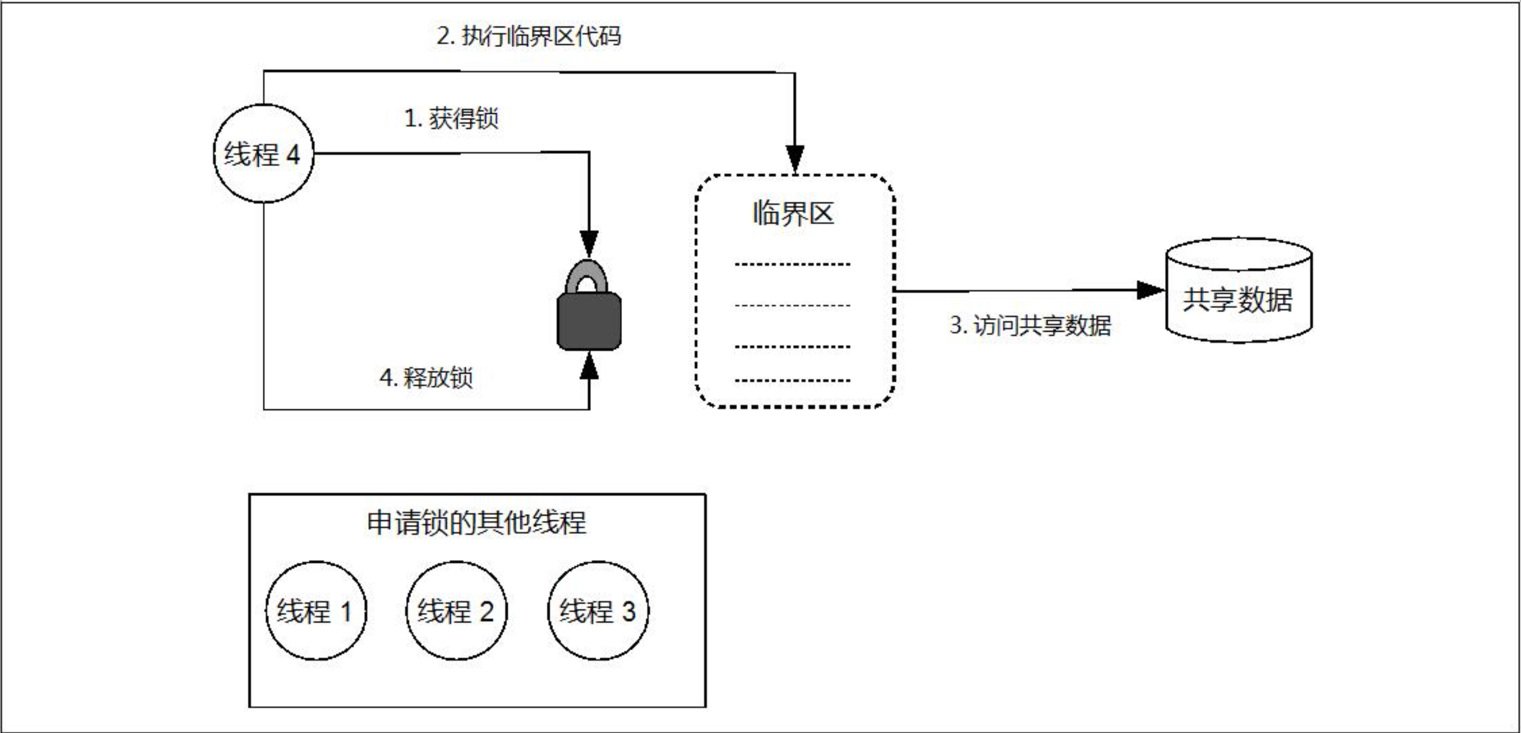 2. 执行临界区代码
1. 获得锁
线程 4
临界区
共享数据
3. 访问共享数据
4. 释放锁
申请锁的其他线程
线程 1
线程 2
线程 3